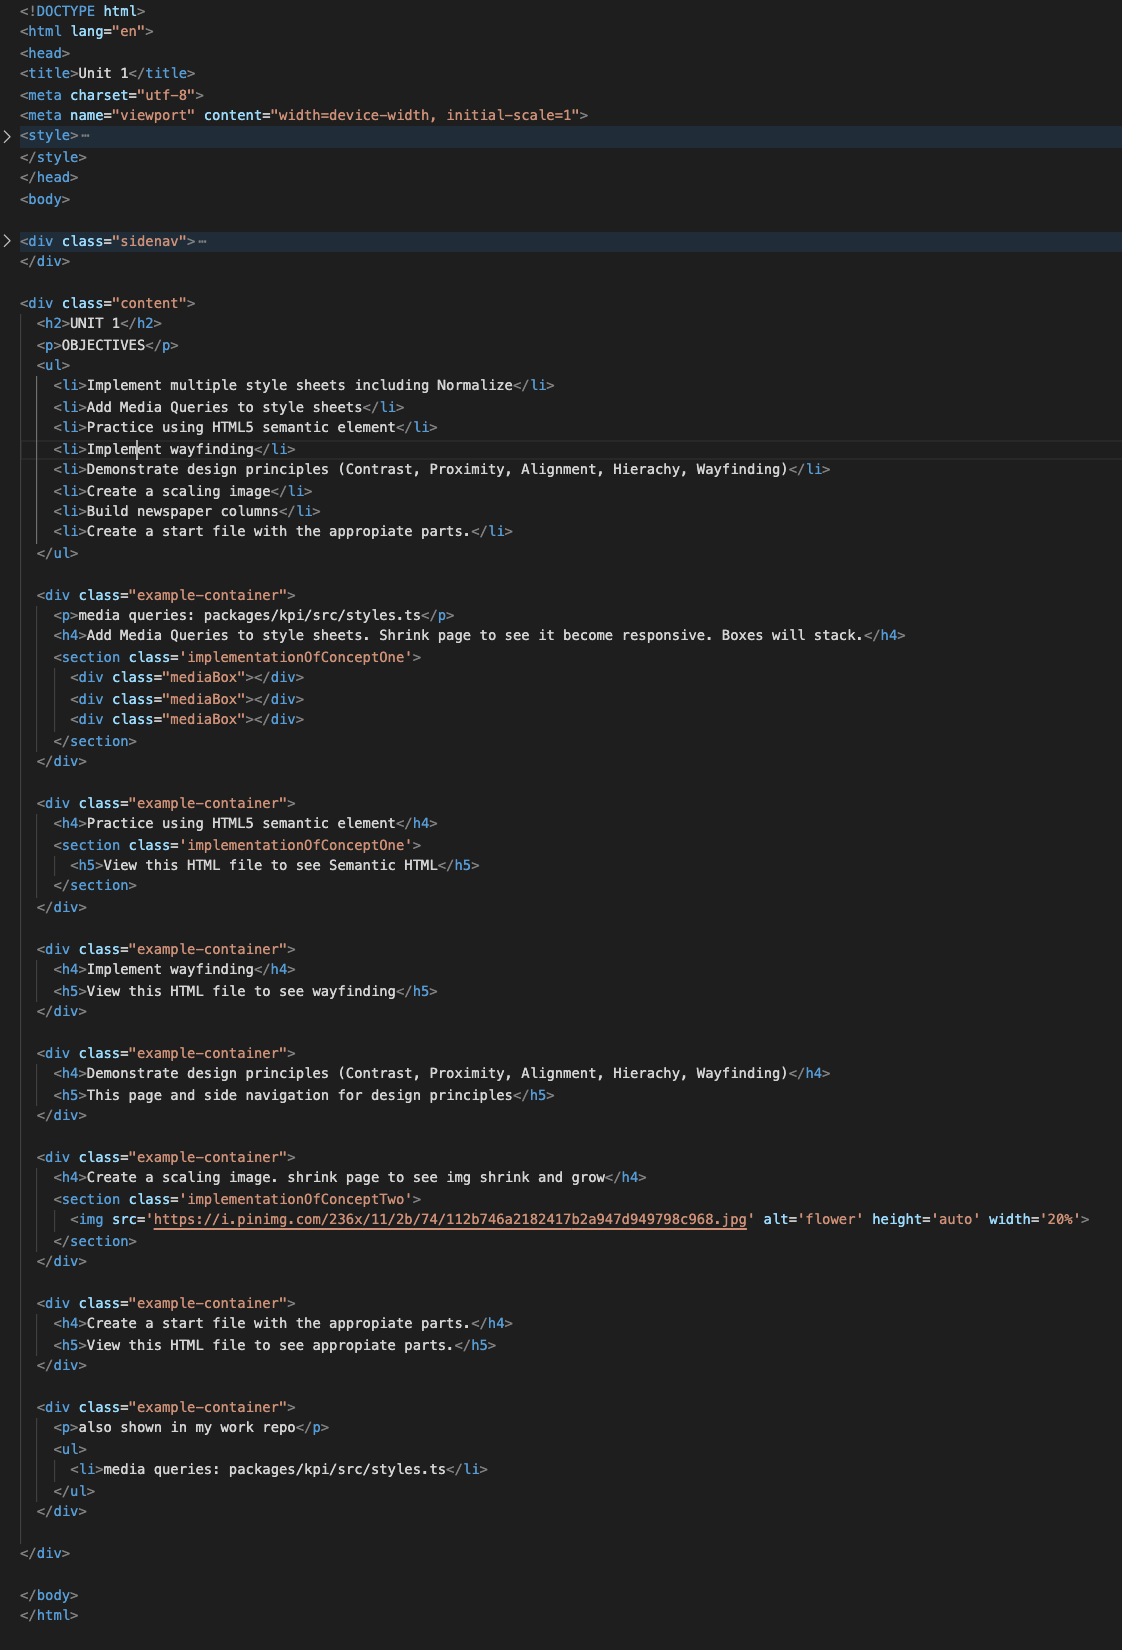 <!DOCTYPE html>
<html lang="en">
<head>
<title>Unit 1</title>
<meta charset="utf-8">
<meta name="viewport" content="width=device-width, initial-scale=1">
<style>…
</style>
</head>
<body>
<div class="sidenav">…
</div>
<div class="content">
<h2>UNIT 1</h2>
<p>OBJECTIVES</p>
<ul>
<li>Implement multiple style sheets including Normalize</li>
<li>Add Media Queries to style sheets</li>
<li>Practice using HTML5 semantic element</li>
<li>Implement wayfinding</li>
<li>Demonstrate design principles (Contrast, Proximity, Alignment, Hierachy, Wayfinding)</li>
<li>Create a scaling image</li>
<li>Build newspaper columns</li>
<li>Create a start file with the appropiate parts.</li>
</ul>
<div class="example-container">
<p>media queries: packages/kpi/src/styles.ts</p>
<h4>Add Media Queries to style sheets. Shrink page to see it become responsive. Boxes will stack.</h4>
<section class='implementationOfConceptOne'>
<div class="mediaBox"></div>
<div class="mediaBox"></div>
<div class="mediaBox"></div>
</section>
</div>
<div class="example-container">
<h4>Practice using HTML5 semantic element</h4>
<section class='implementationOfConceptOne'>
<h5>View this HTML file to see Semantic HTML</h5>
</section>
</div>
<div class="example-container">
<h4>Implement wayfinding</h4>
<h5>View this HTML file to see wayfinding</h5>
</div>
<div class="example-container">
<h4>Demonstrate design principles (Contrast, Proximity, Alignment, Hierachy, Wayfinding)</h4>
<h5>This page and side navigation for design principles</h5>
</div>
<div class="example-container">
<h4>Create a scaling image. shrink page to see img shrink and grow</h4>
<section class='implementationOfConceptTwo'>
<img src='https://i.pinimg.com/236x/11/2b/74/112b746a2182417b2a947d949798c968.jpg' alt='flower' height='auto' width='20%'>
</section>
</div>
<div class="example-container">
<h4>Create a start file with the appropiate parts.</h4>
<h5>View this HTML file to see appropiate parts.</h5>
</div>
<div class="example-container">
<p>also shown in my work repo</p>
<ul>
<li>media queries: packages/kpi/src/styles.ts</li>
</ul>
</div>
</div>
</body>
</html>